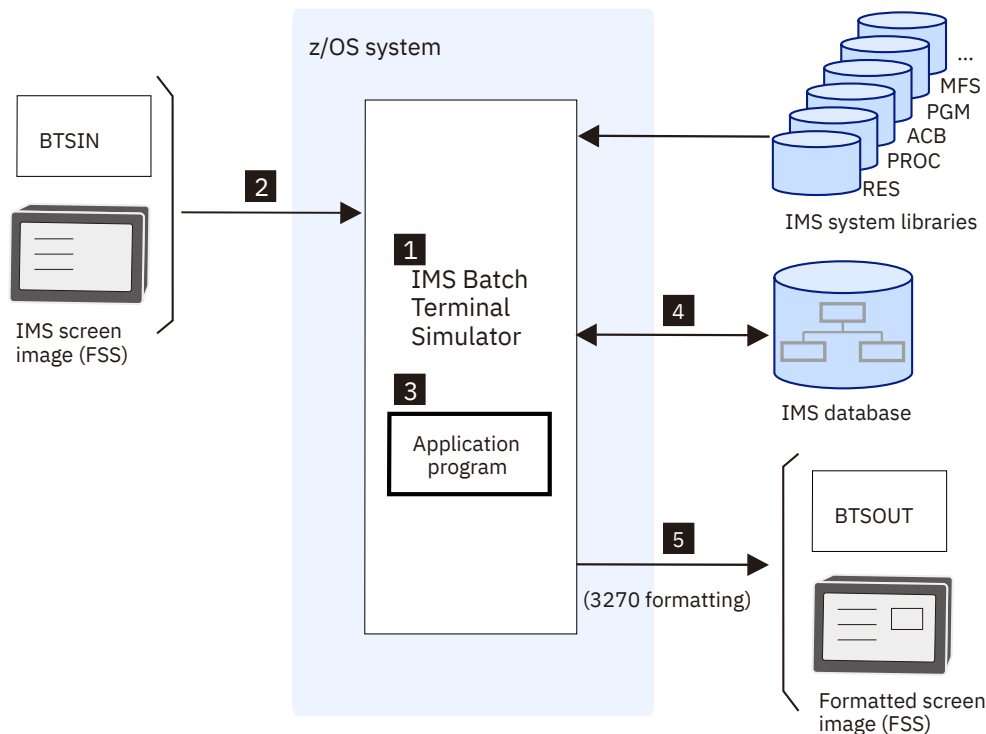 z/OS system
...
MFS
PGM
ACB
PROC
RES
IMS system libraries
BTSIN
2
IMS screen
image (FSS)
1
IMS Batch
Terminal
Simulator
4
IMS database
3
Application
program
5
(3270 formatting)
BTSOUT
Formatted screen
image (FSS)